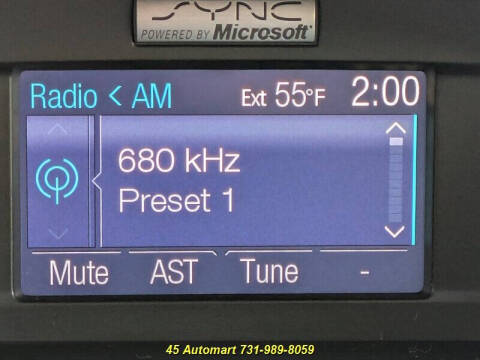 SYNC
POWERED BY Microsoft®
Radio < AM Ext 55°F 2:00
680 kHz
Preset 1
Mute AST Tune -
45 Automart 731-989-8059